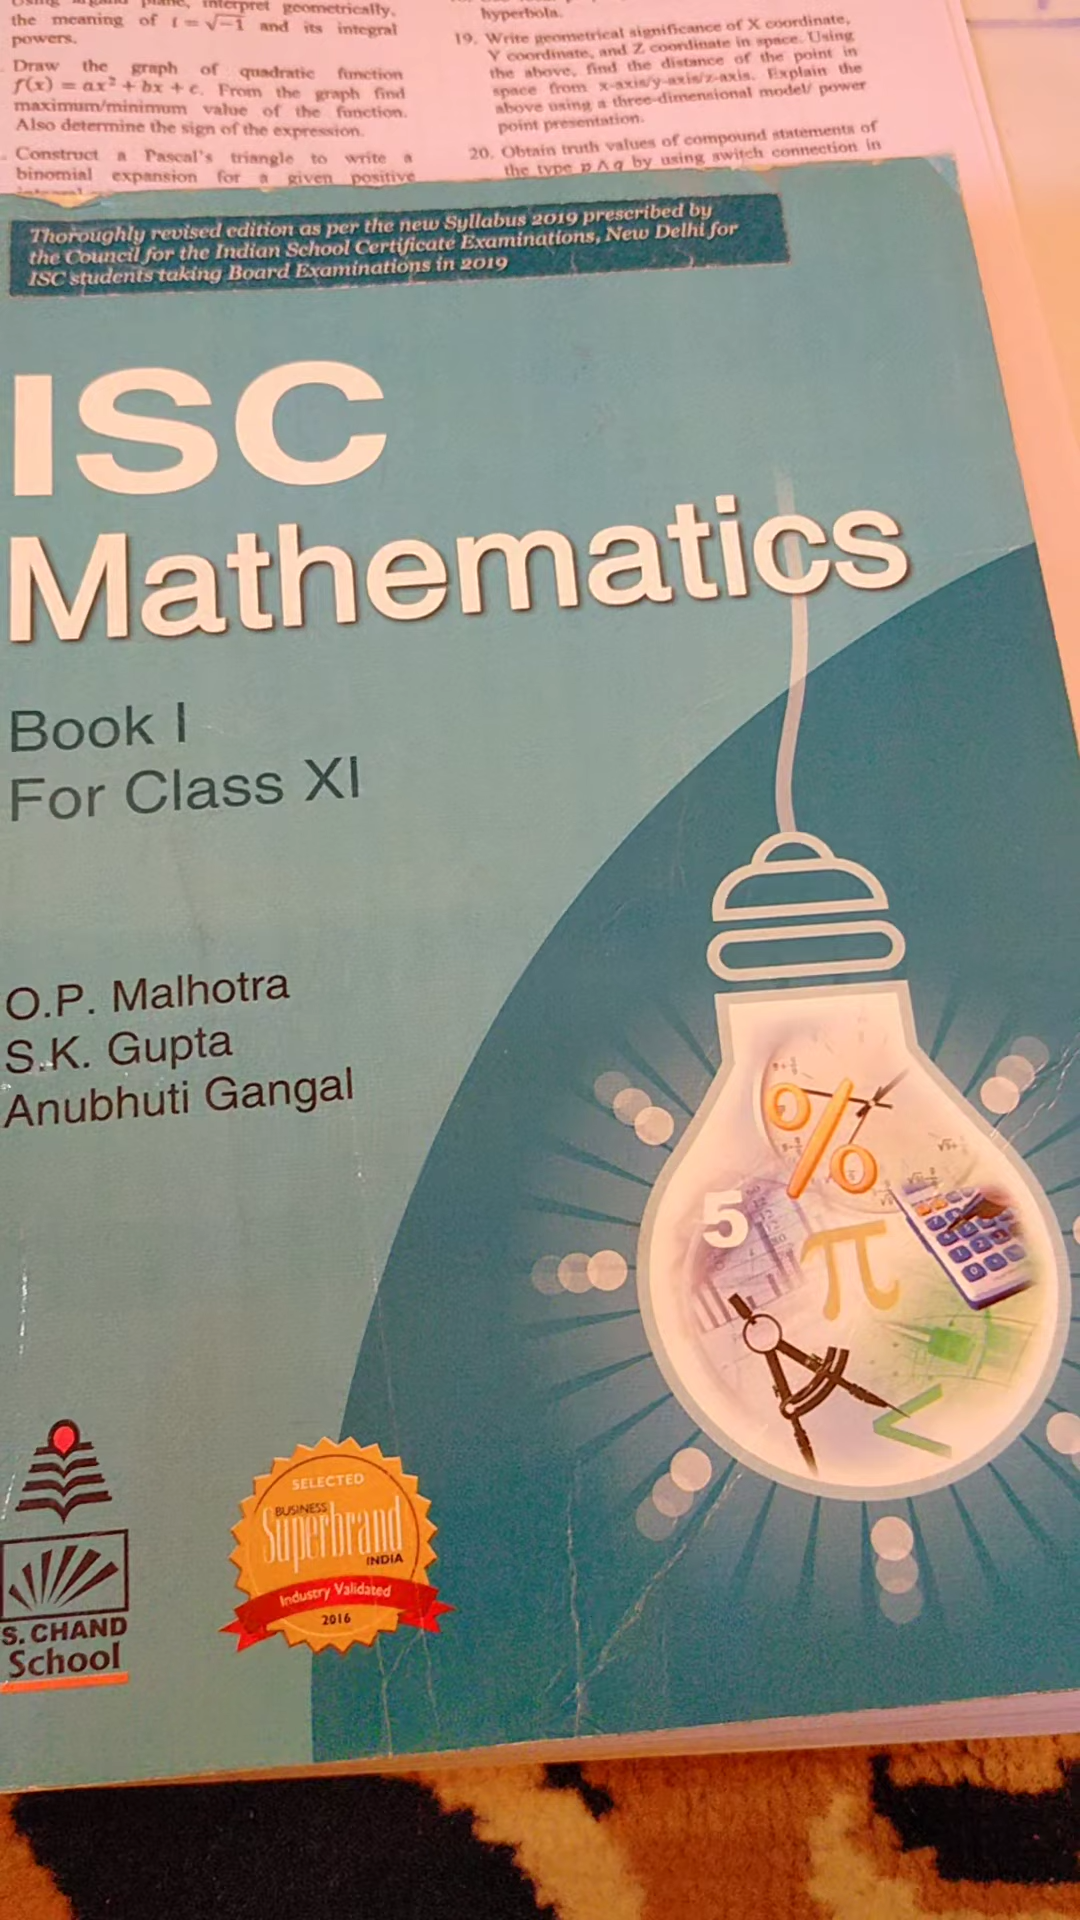 the meaning of i = √−1 and its integral
powers.
Draw the graph of quadratic function
f(x) = ax² + bx + c. From the graph find
maximum/minimum value of the function.
Also determine the sign of the expression.
Construct a Pascal's triangle to write a
binomial expansion for a given positive
hyperbola.
19. Write geometrical significance of X coordinate,
Y coordinate, and Z coordinate in space. Using
the above, find the distance of the point in
space from x-axis/y-axis/z-axis. Explain the
above using a three-dimensional model/ power
point presentation.
20. Obtain truth values of compound statements of
the type p ∧ q by using switch connection in
Thoroughly revised edition as per the new Syllabus 2019 prescribed by
the Council for the Indian School Certificate Examinations, New Delhi for
ISC students taking Board Examinations in 2019
ISC
Mathematics
Book I
For Class XI
O.P. Malhotra
S.K. Gupta
Anubhuti Gangal
%
5
π
√
SELECTED
BUSINESS
Superbrand
INDIA
Industry Validated
2016
S. CHAND
School